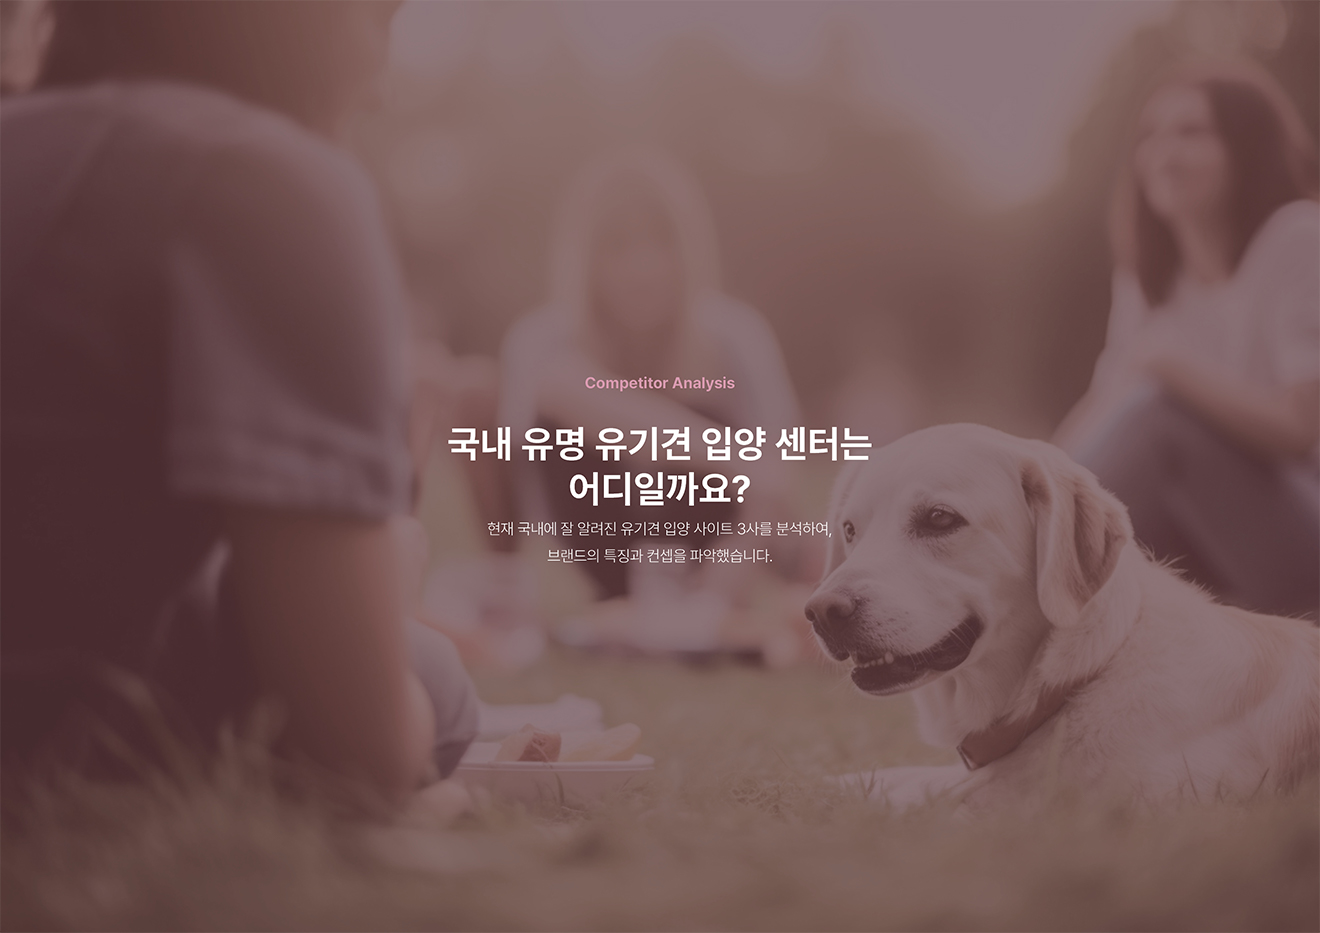 Competitor Analysis
국내 유명 유기견 입양 센터는
어디일까요?
현재 국내에 잘 알려진 유기견 입양 사이트 3사를 분석하여,
브랜드의 특징과 컨셉을 파악했습니다.